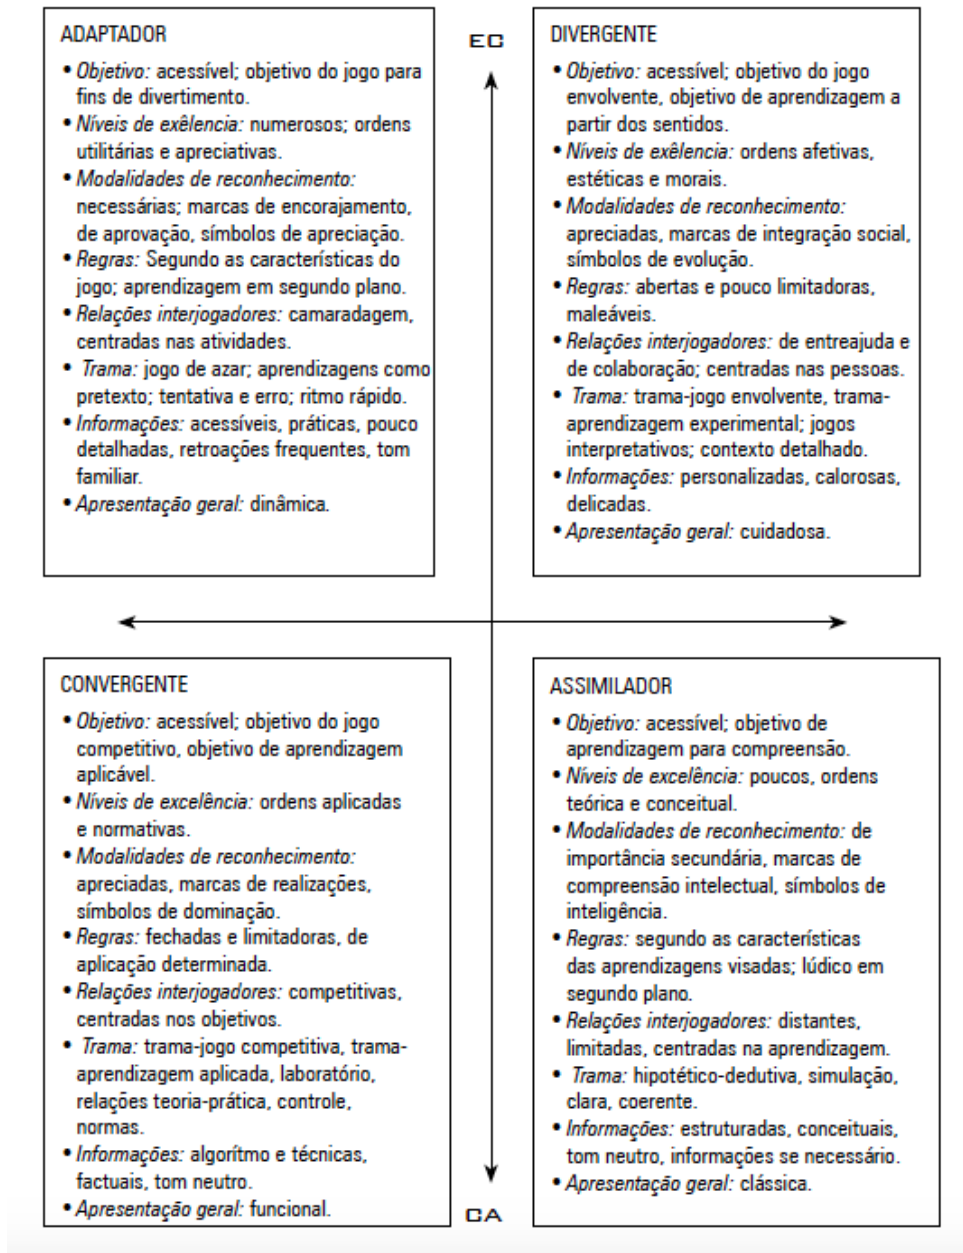 ADAPTADOR
• Objetivo: acessível; objetivo do jogo para
fins de divertimento.
• Níveis de exêlencia: numerosos; ordens
utilitárias e apreciativas.
• Modalidades de reconhecimento:
necessárias; marcas de encorajamento,
de aprovação, símbolos de apreciação.
• Regras: Segundo as características do
jogo; aprendizagem em segundo plano.
• Relações interjogadores: camaradagem,
centradas nas atividades.
• Trama: jogo de azar; aprendizagens como
pretexto; tentativa e erro; ritmo rápido.
• Informações: acessíveis, práticas, pouco
detalhadas, retroações frequentes, tom
familiar.
• Apresentação geral: dinâmica.
EC
DIVERGENTE
• Objetivo: acessível; objetivo do jogo
envolvente, objetivo de aprendizagem a
partir dos sentidos.
• Níveis de exêlencia: ordens afetivas,
estéticas e morais.
• Modalidades de reconhecimento:
apreciadas, marcas de integração social,
símbolos de evolução.
• Regras: abertas e pouco limitadoras,
maleáveis.
• Relações interjogadores: de entreajuda e
de colaboração; centradas nas pessoas.
• Trama: trama-jogo envolvente, trama-
aprendizagem experimental; jogos
interpretativos; contexto detalhado.
• Informações: personalizadas, calorosas,
delicadas.
• Apresentação geral: cuidadosa.
CONVERGENTE
• Objetivo: acessível; objetivo do jogo
competitivo, objetivo de aprendizagem
aplicável.
• Níveis de excelência: ordens aplicadas
e normativas.
• Modalidades de reconhecimento:
apreciadas, marcas de realizações,
símbolos de dominação.
• Regras: fechadas e limitadoras, de
aplicação determinada.
• Relações interjogadores: competitivas,
centradas nos objetivos.
• Trama: trama-jogo competitiva, trama-
aprendizagem aplicada, laboratório,
relações teoria-prática, controle,
normas.
• Informações: algorítmo e técnicas,
factuais, tom neutro.
• Apresentação geral: funcional.
CA
ASSIMILADOR
• Objetivo: acessível; objetivo de
aprendizagem para compreensão.
• Níveis de excelência: poucos, ordens
teórica e conceitual.
• Modalidades de reconhecimento: de
importância secundária, marcas de
compreensão intelectual, símbolos de
inteligência.
• Regras: segundo as características
das aprendizagens visadas; lúdico em
segundo plano.
• Relações interjogadores: distantes,
limitadas, centradas na aprendizagem.
• Trama: hipotético-dedutiva, simulação,
clara, coerente.
• Informações: estruturadas, conceituais,
tom neutro, informações se necessário.
• Apresentação geral: clássica.